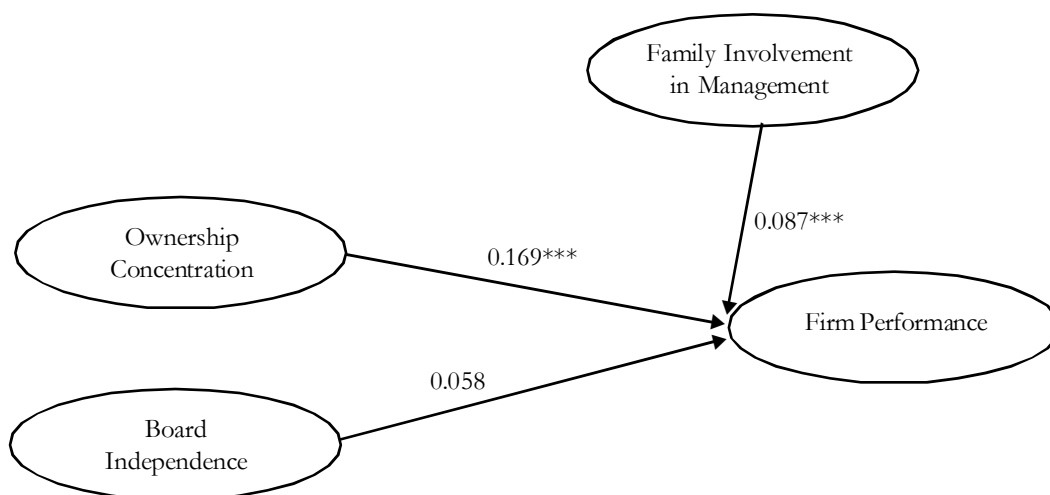 Family Involvement
in Management
0.087***
Ownership
Concentration
0.169***
Firm Performance
0.058
Board
Independence